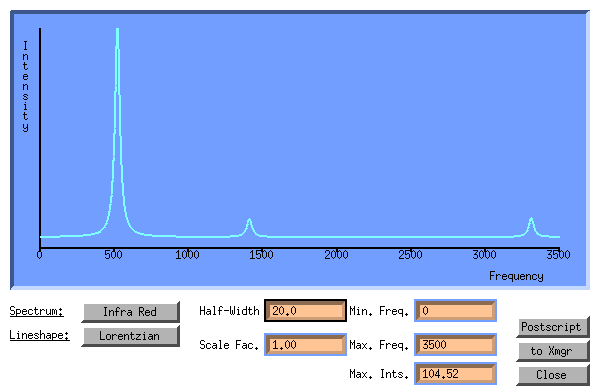 Intensity
0 500 1000 1500 2000 2500 3000 3500
Frequency
Spectrum: Infra Red
Lineshape: Lorentzian
Half-Width 20.0 Min. Freq. 0
Scale Fac. 1.00 Max. Freq. 3500
Max. Ints. 104.52
Postscript
to Xmgr
Close